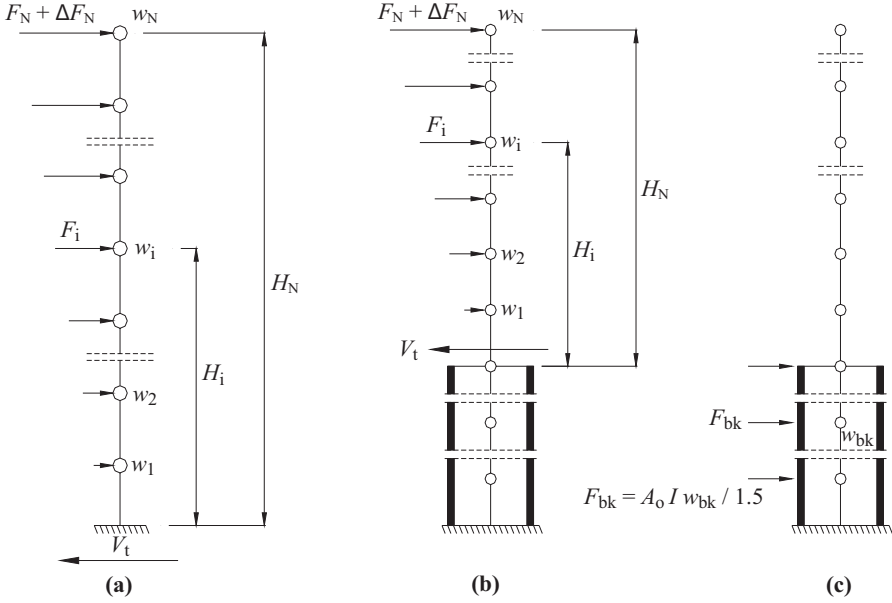 F_N + ΔF_N
w_N
F_i
w_i
H_N
H_i
w_2
w_1
V_t
(a)
F_N + ΔF_N
w_N
F_i
w_i
H_N
w_2
H_i
w_1
V_t
(b)
F_bk
w_bk
F_bk = A_o I w_bk / 1.5
(c)